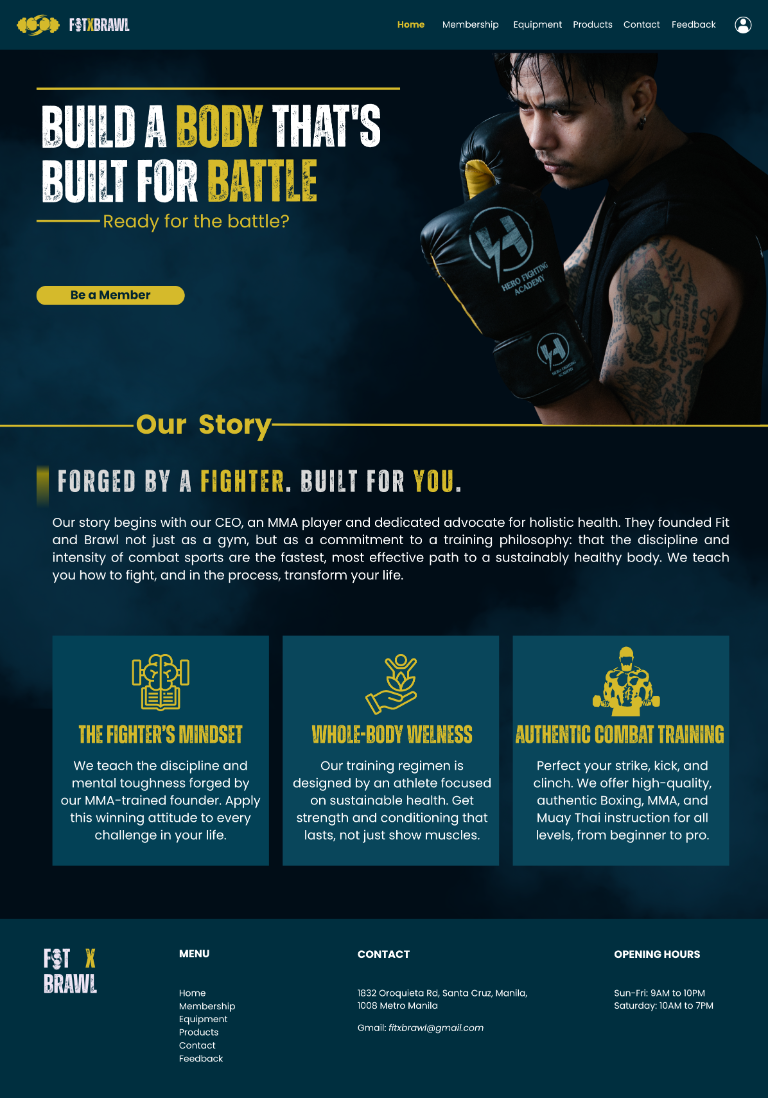 FITXBRAWL
Home Membership Equipment Products Contact Feedback
BUILD A BODY THAT'S
BUILT FOR BATTLE
Ready for the battle?
Be a Member
HERO FIGHTING
ACADEMY
HERO FIGHTING
ACADEMY
Our Story
FORGED BY A FIGHTER. BUILT FOR YOU.
Our story begins with our CEO, an MMA player and dedicated advocate for holistic health. They founded Fit
and Brawl not just as a gym, but as a commitment to a training philosophy: that the discipline and
intensity of combat sports are the fastest, most effective path to a sustainably healthy body. We teach
you how to fight, and in the process, transform your life.
THE FIGHTER'S MINDSET
We teach the discipline and
mental toughness forged by
our MMA-trained founder. Apply
this winning attitude to every
challenge in your life.
WHOLE-BODY WELNESS
Our training regimen is
designed by an athlete focused
on sustainable health. Get
strength and conditioning that
lasts, not just show muscles.
AUTHENTIC COMBAT TRAINING
Perfect your strike, kick, and
clinch. We offer high-quality,
authentic Boxing, MMA, and
Muay Thai instruction for all
levels, from beginner to pro.
FIT X
BRAWL
MENU
Home
Membership
Equipment
Products
Contact
Feedback
CONTACT
1832 Oroquieta Rd, Santa Cruz, Manila,
1008 Metro Manila
Gmail: fitxbrawl@gmail.com
OPENING HOURS
Sun-Fri: 9AM to 10PM
Saturday: 10AM to 7PM